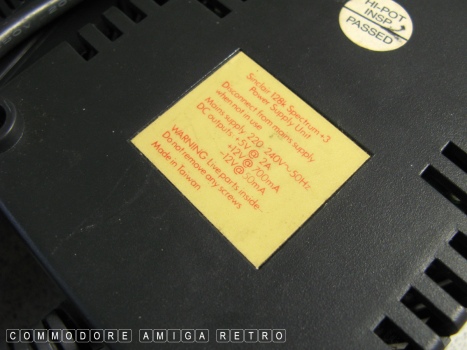 HI-POT
INSP.
PASSED
Sinclair 128k Spectrum +3
Power Supply Unit
Disconnect from mains supply
when not in use
Mains supply 220-240V~50Hz
DC outputs +5V@ 2A
+12V@ 700mA
-12V@ 50mA
WARNING: Live parts inside.
Do not remove any screws
Made in Taiwan
COMMODORE AMIGA RETRO